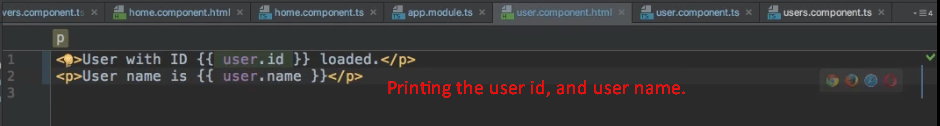 vers.component.ts
home.component.html
home.component.ts
app.module.ts
user.component.html
user.component.ts
users.component.ts
4
p
1 <p>User with ID {{ user.id }} loaded.</p>
2 <p>User name is {{ user.name }}</p>
3
Printing the user id, and user name.